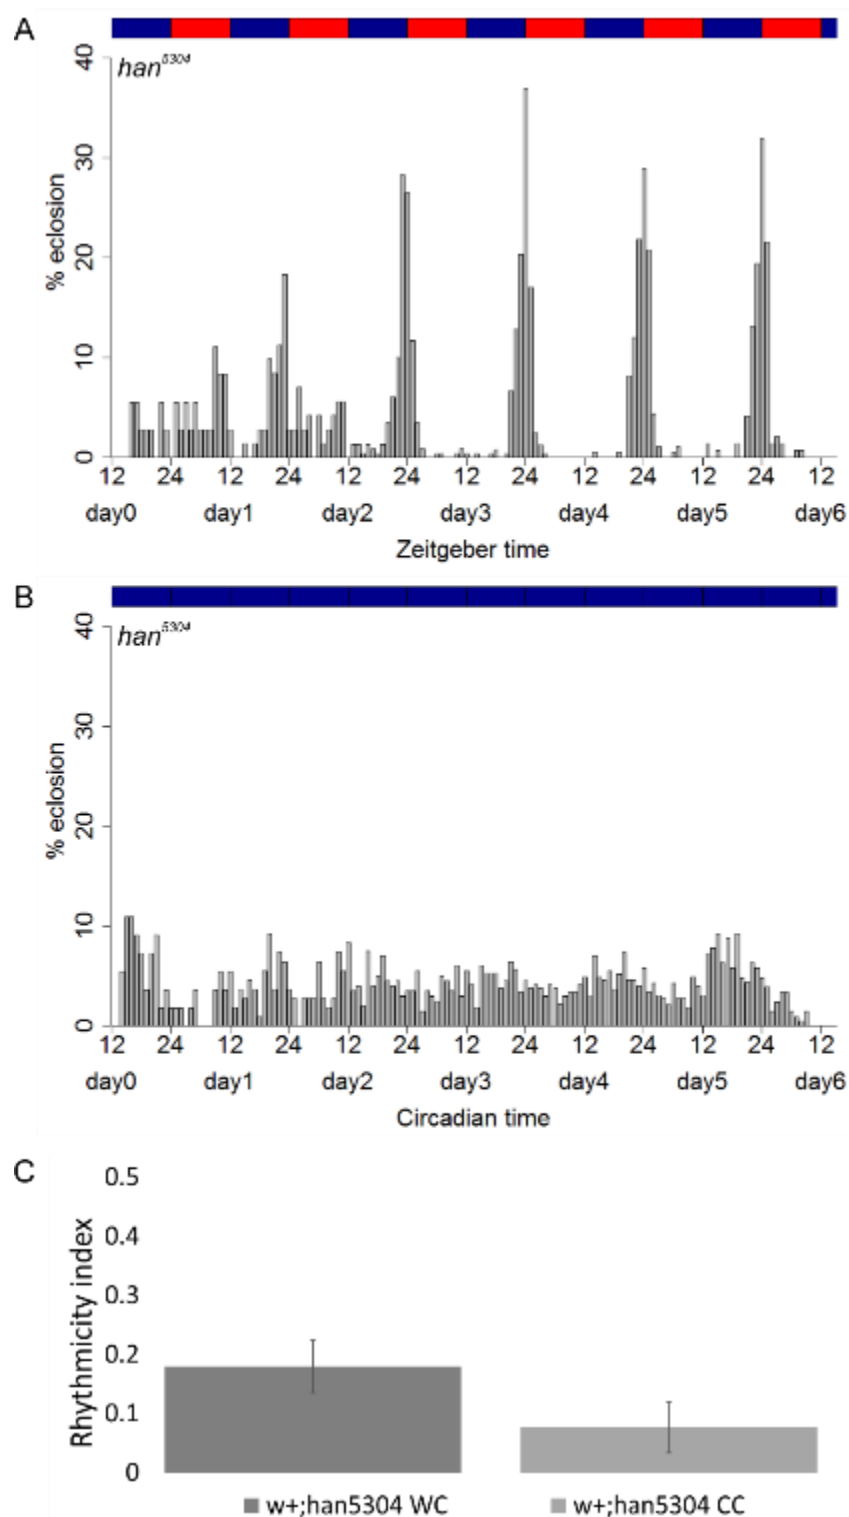 A
han5304
40
30
20
10
0
% eclosion
12 24 12 24 12 24 12 24 12 24 12 24 12
day0 day1 day2 day3 day4 day5 day6
Zeitgeber time
B
han5304
40
30
20
10
0
% eclosion
12 24 12 24 12 24 12 24 12 24 12 24 12
day0 day1 day2 day3 day4 day5 day6
Circadian time
C
0.5
0.4
0.3
0.2
0.1
0
Rhythmicity index
w+;han5304 WC w+;han5304 CC